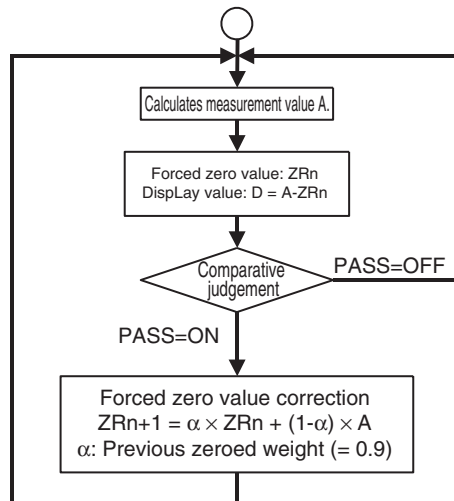 Calculates measurement value A.
Forced zero value: ZRn
DispLay value: D = A-ZRn
Comparative
judgement
PASS=OFF
PASS=ON
Forced zero value correction
ZRn+1 = α × ZRn + (1-α) × A
α: Previous zeroed weight (= 0.9)